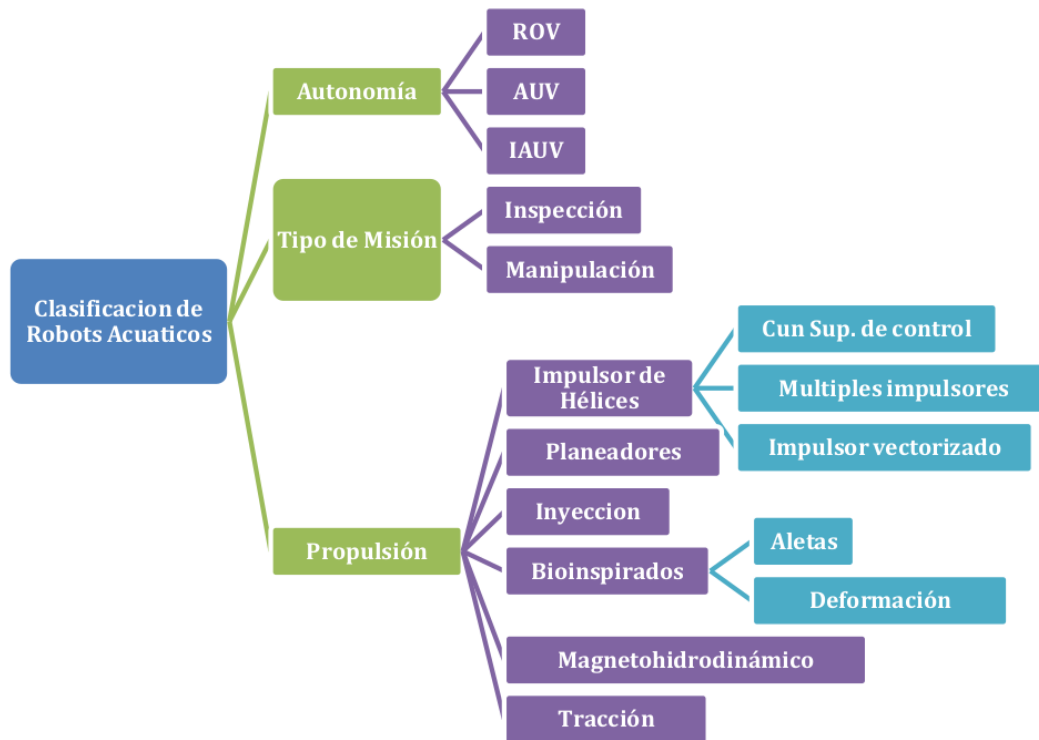 Clasificacion de
Robots Acuaticos
Autonomía
ROV
AUV
IAUV
Tipo de Misión
Inspección
Manipulación
Propulsión
Impulsor de
Hélices
Cun Sup. de control
Multiples impulsores
Impulsor vectorizado
Planeadores
Inyeccion
Bioinspirados
Aletas
Deformación
Magnetohidrodinámico
Tracción